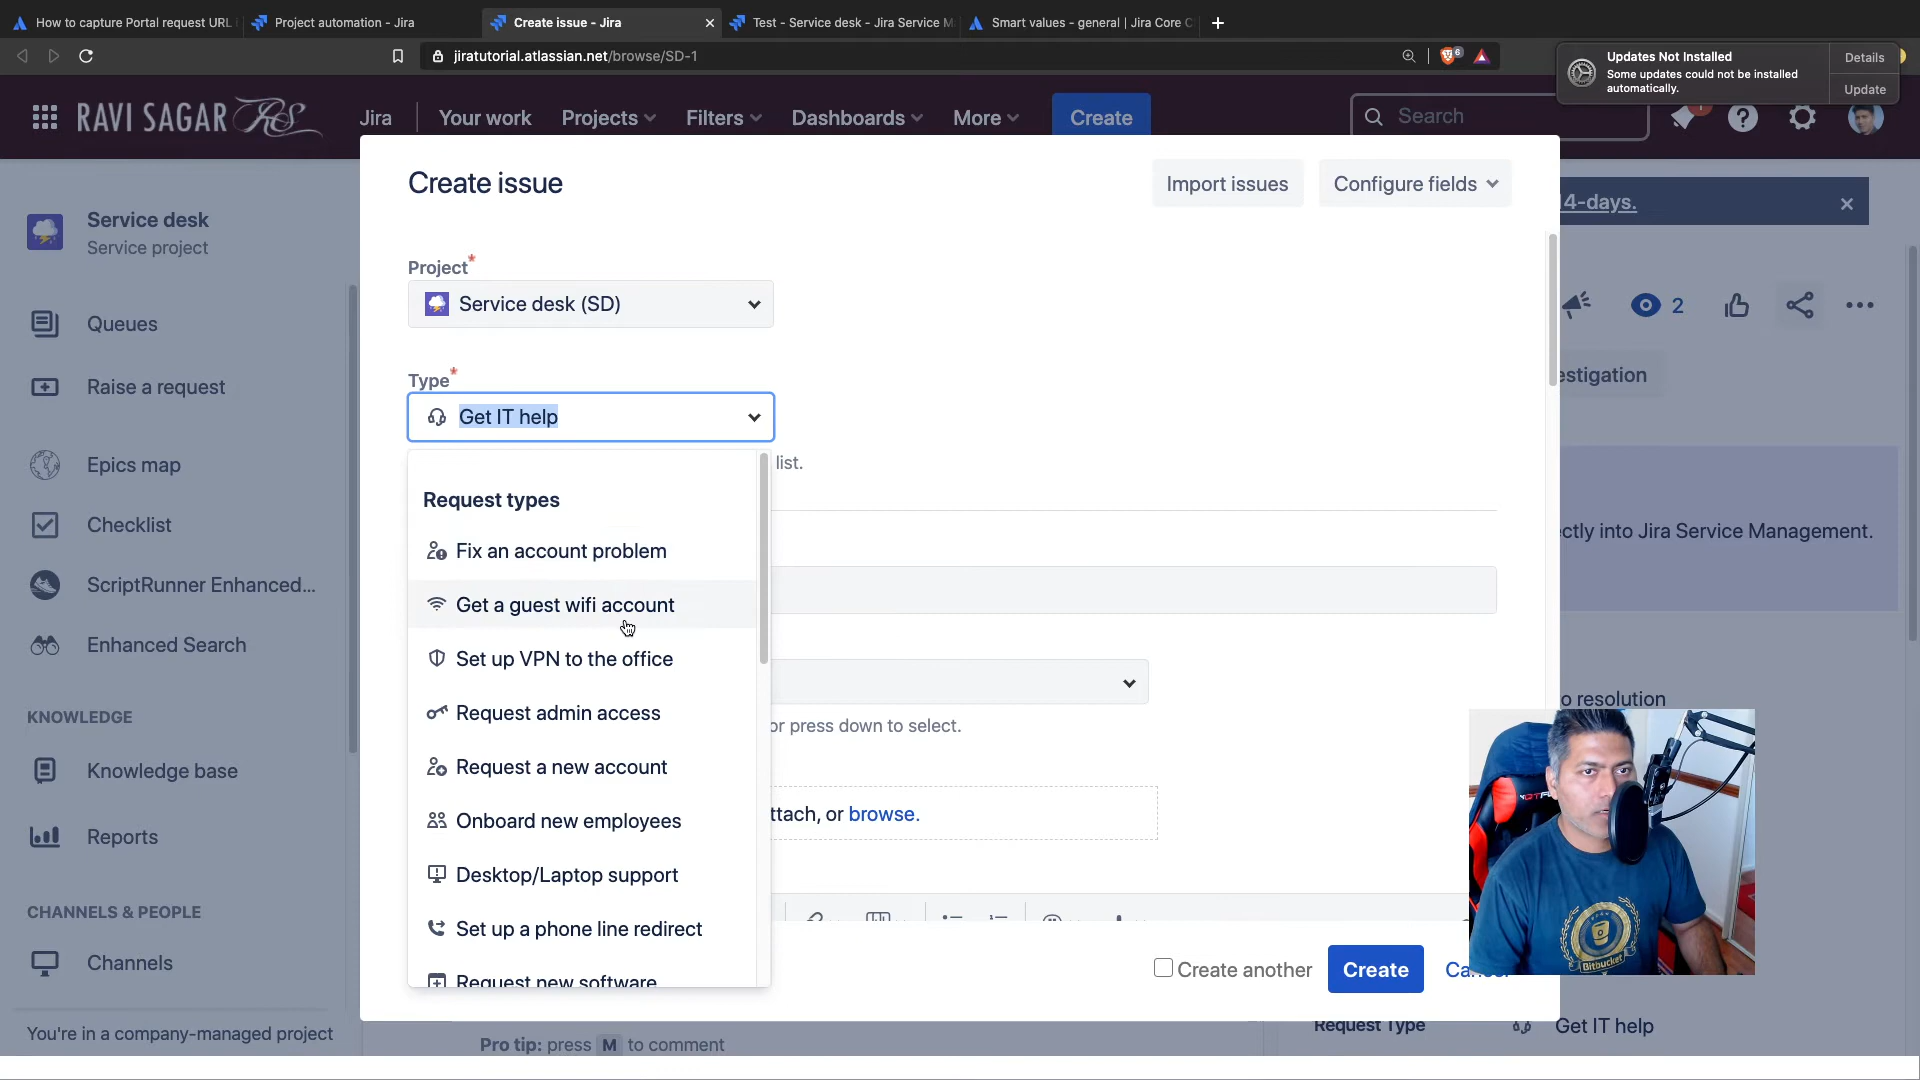 How to capture Portal request URL
Project automation - Jira
Create issue - Jira
Test - Service desk - Jira Service M
Smart values - general | Jira Core C
jiratutorial.atlassian.net/browse/SD-1
6
Updates Not Installed
Some updates could not be installed
automatically.
Details
Update
RAVI SAGAR RS
Jira
Your work
Projects
Filters
Dashboards
More
Create
Search
1
Service desk
Service project
Queues
Raise a request
Epics map
Checklist
ScriptRunner Enhanced...
Enhanced Search
KNOWLEDGE
Knowledge base
Reports
CHANNELS & PEOPLE
Channels
You're in a company-managed project
Create issue
Import issues
Configure fields
Project*
Service desk (SD)
Type*
Get IT help
list.
Request types
Fix an account problem
Get a guest wifi account
Set up VPN to the office
Request admin access
Request a new account
Onboard new employees
Desktop/Laptop support
Set up a phone line redirect
Request new software
or press down to select.
ttach, or browse.
Create another
Create
Cancel
4-days.
2
estigation
ectly into Jira Service Management.
o resolution
Bitbucket
Request Type
Get IT help
Pro tip: press M to comment